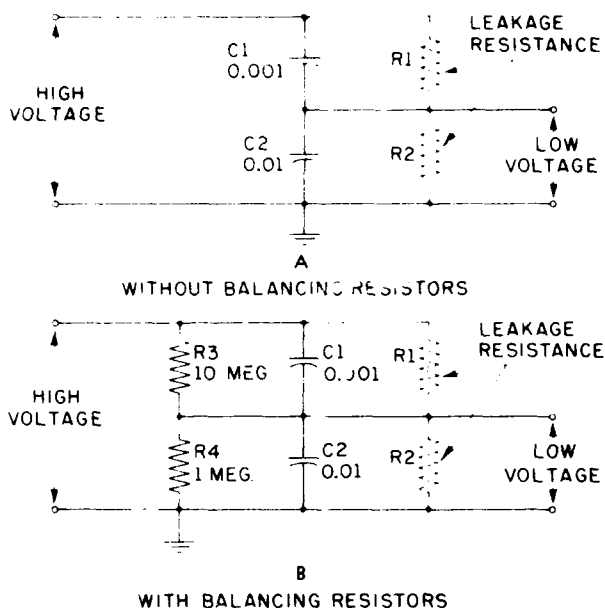 LEAKAGE
RESISTANCE
C1
0.001
R1
HIGH
VOLTAGE
C2
0.01
R2
LOW
VOLTAGE
A
WITHOUT BALANCING RESISTORS
R3
10 MEG
C1
0.001
R1
LEAKAGE
RESISTANCE
HIGH
VOLTAGE
R4
1 MEG
C2
0.01
R2
LOW
VOLTAGE
B
WITH BALANCING RESISTORS